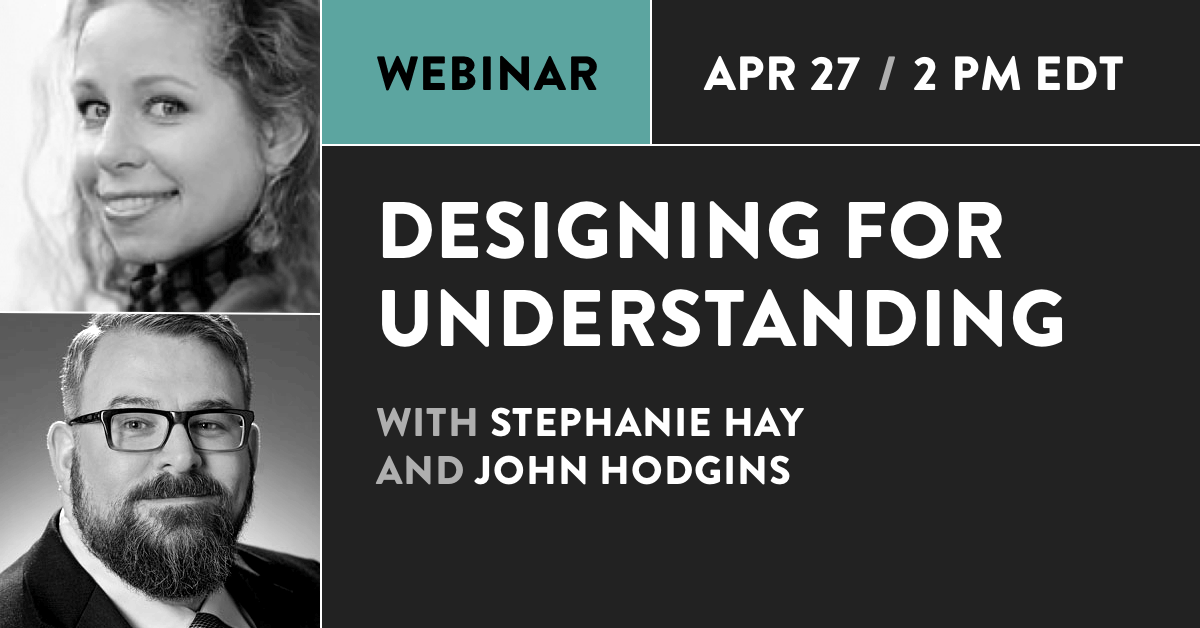 WEBINAR
APR 27 / 2 PM EDT
DESIGNING FOR
UNDERSTANDING
WITH STEPHANIE HAY
AND JOHN HODGINS